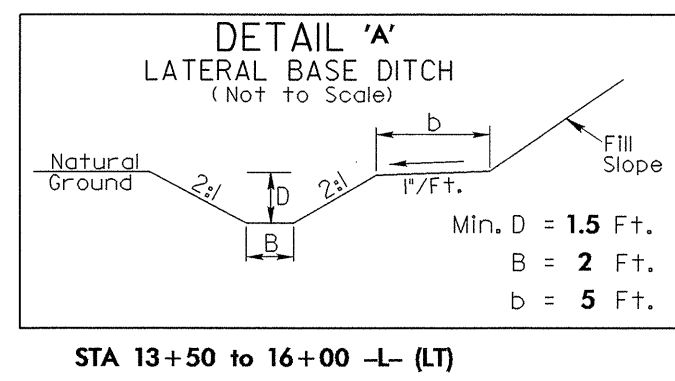 DETAIL 'A'
LATERAL BASE DITCH
(Not to Scale)
b
Natural
Ground
2:1
D
2:1
1"/Ft.
Fill
Slope
B
Min. D = 1.5 Ft.
B = 2 Ft.
b = 5 Ft.
STA 13+50 to 16+00 -L- (LT)